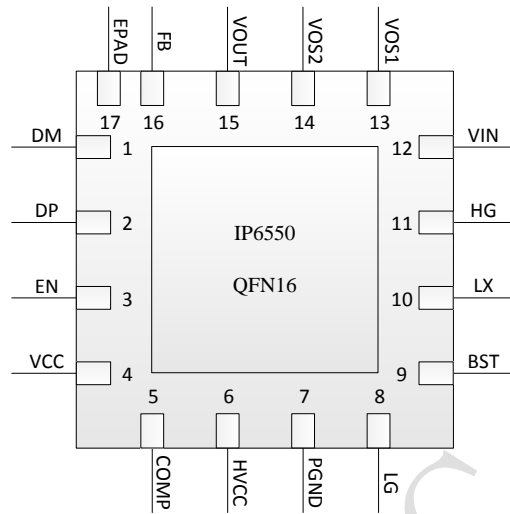 EPAD FB VOUT VOS2 VOS1
17 16 15 14 13
DM 1 12 VIN
DP 2 IP6550 11 HG
QFN16
EN 3 10 LX
VCC 4 9 BST
5 6 7 8
COMP HVCC PGND LG